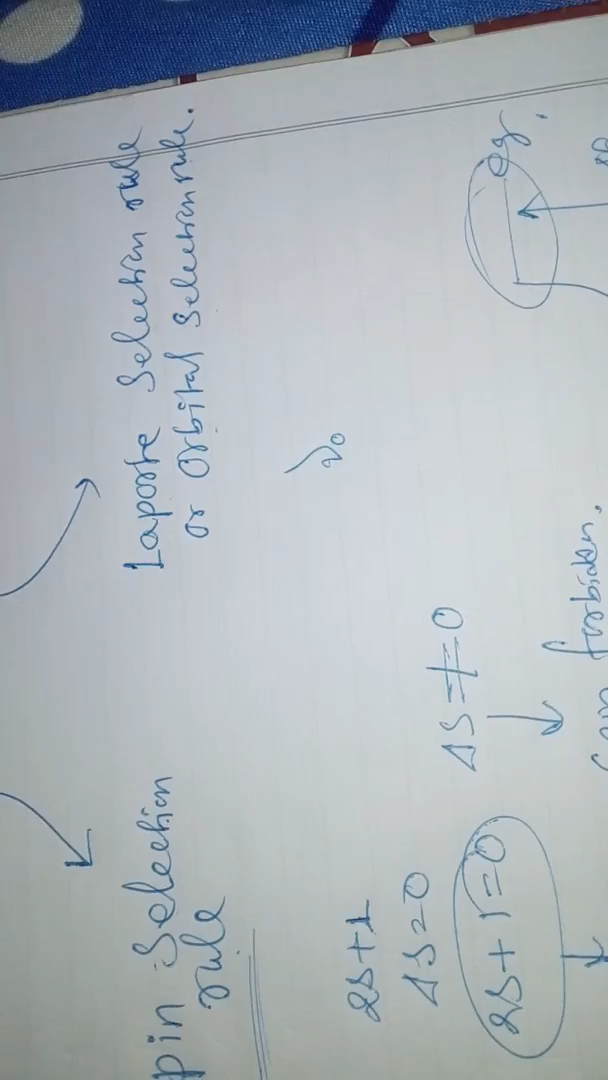 pin Selection
rule
Laporte Selection rule
or Orbital Selection rule.
2S+1
ΔS=0
ΔS≠0
2S+1=0
forbidden.
eg.